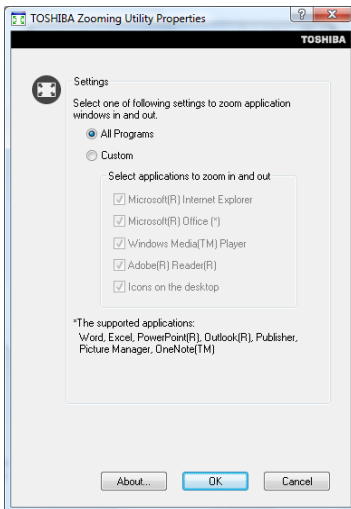 TOSHIBA Zooming Utility Properties
TOSHIBA
Settings
Select one of following settings to zoom application
windows in and out.
All Programs
Custom
Select applications to zoom in and out
Microsoft(R) Internet Explorer
Microsoft(R) Office (*)
Windows Media(TM) Player
Adobe(R) Reader(R)
Icons on the desktop
*The supported applications:
Word, Excel, PowerPoint(R), Outlook(R), Publisher,
Picture Manager, OneNote(TM)
About... OK Cancel